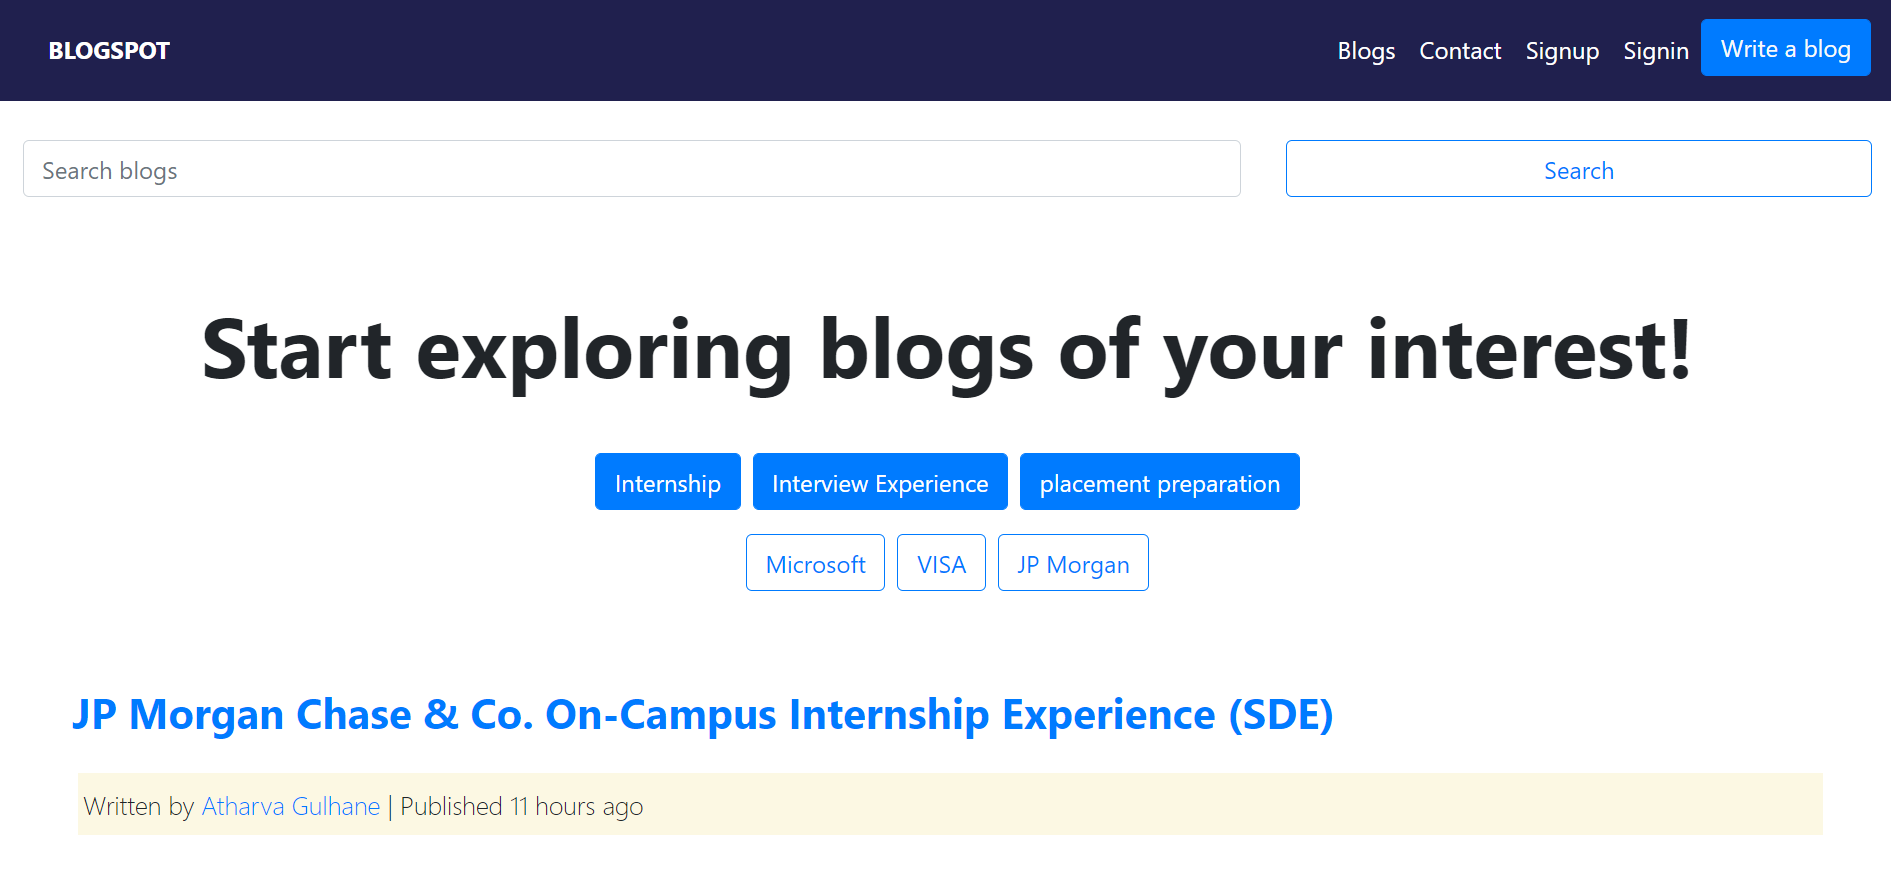 BLOGSPOT Blogs Contact Signup Signin Write a blog
Search blogs Search
Start exploring blogs of your interest!
Internship Interview Experience placement preparation
Microsoft VISA JP Morgan
JP Morgan Chase & Co. On-Campus Internship Experience (SDE)
Written by Atharva Gulhane | Published 11 hours ago